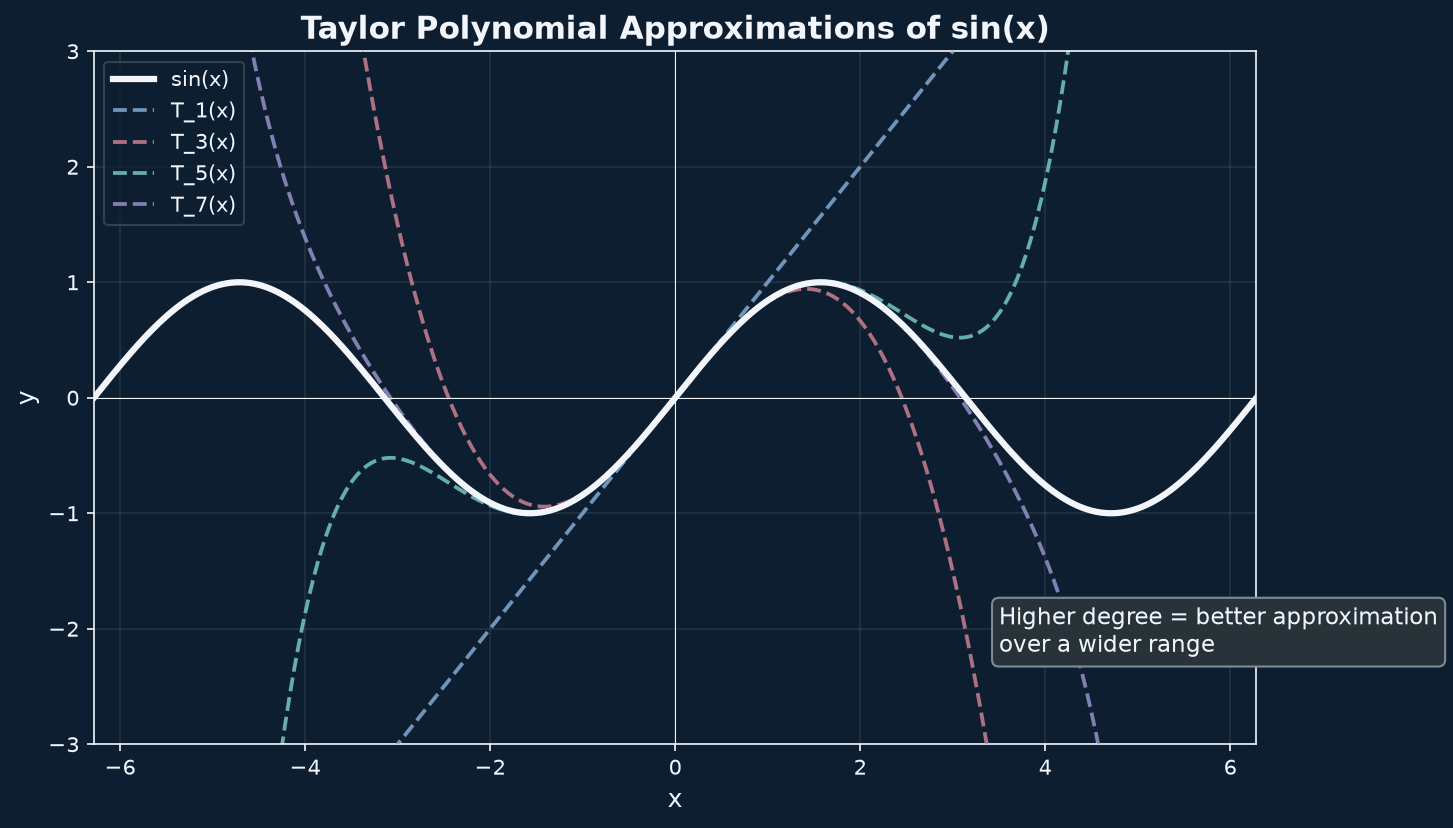 Taylor Polynomial Approximations of sin(x)
sin(x)
T_1(x)
T_3(x)
T_5(x)
T_7(x)
3
2
1
0
−1
−2
−3
y
Higher degree = better approximation
over a wider range
−6
−4
−2
0
2
4
6
x